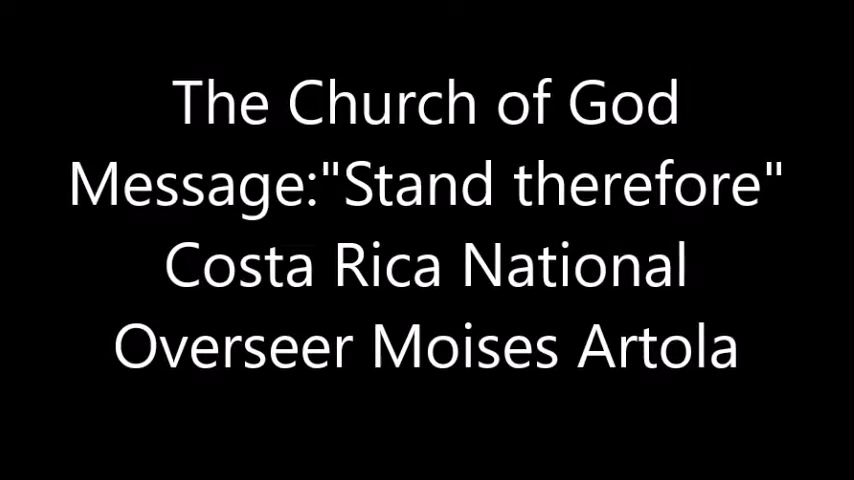 The Church of God
Message:"Stand therefore"
Costa Rica National
Overseer Moises Artola